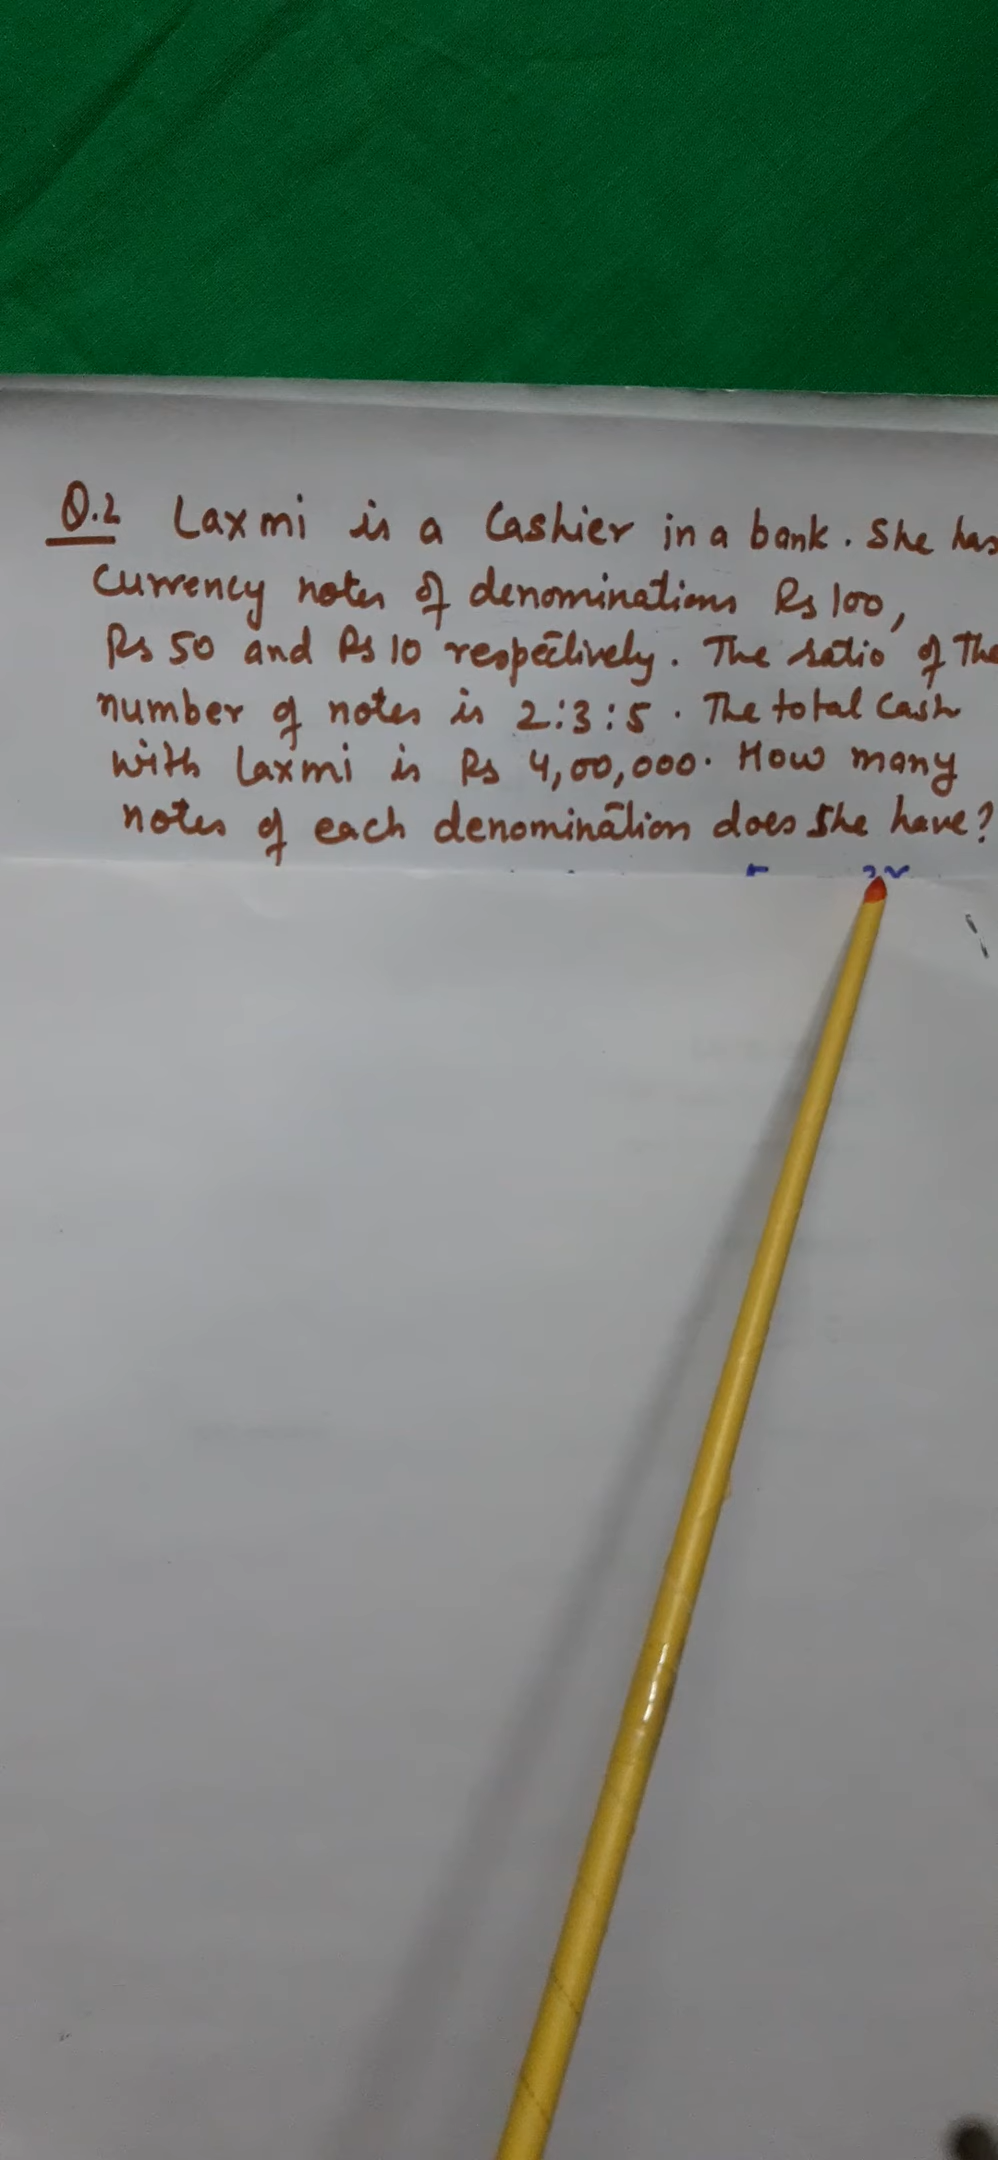 Q.2 Laxmi is a Cashier in a bank. She has
currency notes of denominations Rs 100,
Rs 50 and Rs 10 respectively. The ratio of the
number of notes is 2:3:5. The total cash
with Laxmi is Rs 4,00,000. How many
notes of each denomination does she have?